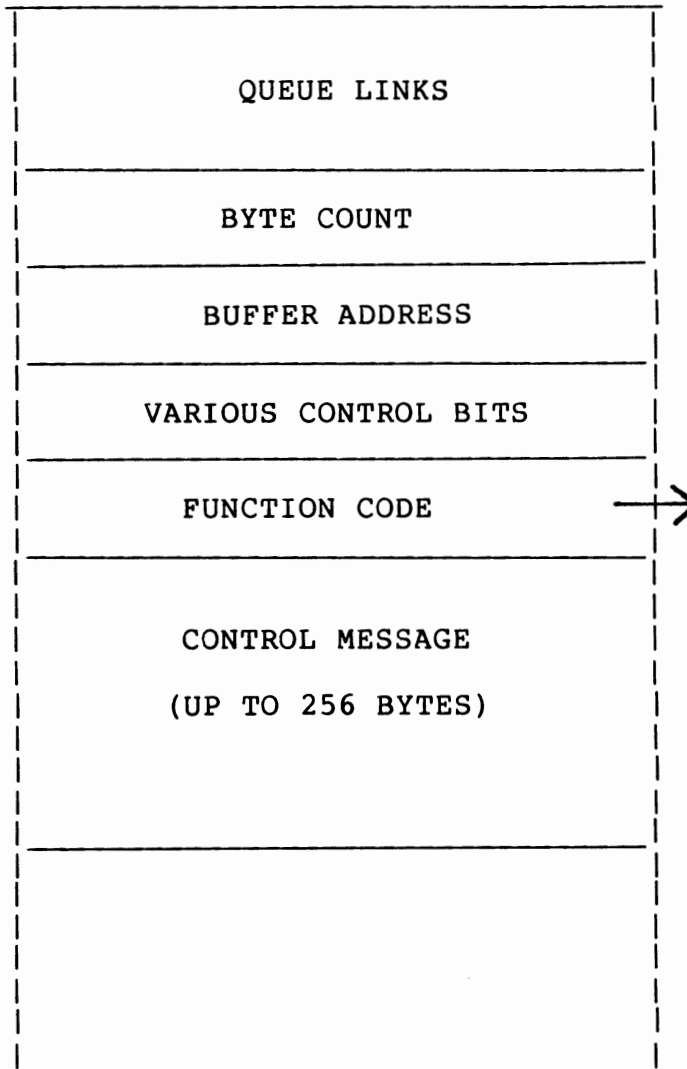 QUEUE LINKS
BYTE COUNT
BUFFER ADDRESS
VARIOUS CONTROL BITS
FUNCTION CODE
CONTROL MESSAGE
(UP TO 256 BYTES)